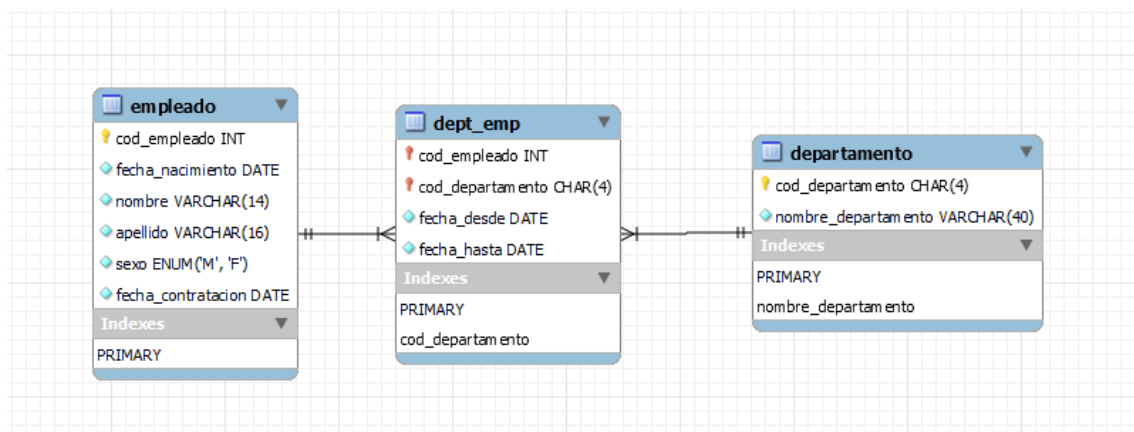 empleado
cod_empleado INT
fecha_nacimiento DATE
nombre VARCHAR(14)
apellido VARCHAR(16)
sexo ENUM('M', 'F')
fecha_contratacion DATE
Indexes
PRIMARY
dept_emp
cod_empleado INT
cod_departamento CHAR(4)
fecha_desde DATE
fecha_hasta DATE
Indexes
PRIMARY
cod_departamento
departamento
cod_departamento CHAR(4)
nombre_departamento VARCHAR(40)
Indexes
PRIMARY
nombre_departamento